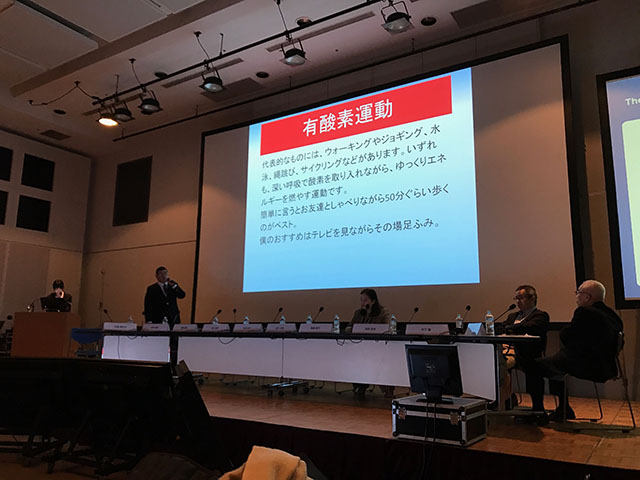 有酸素運動
代表的なものには、ウォーキングやジョギング、水
泳、縄跳び、サイクリングなどがあります。いずれ
も、深い呼吸で酸素を取り入れながら、ゆっくりエネ
ルギーを燃やす運動です。
簡単に言うとお友達としゃべりながら50分ぐらい歩く
のがベスト。
僕のおすすめはテレビを見ながらその場足ふみ。
The